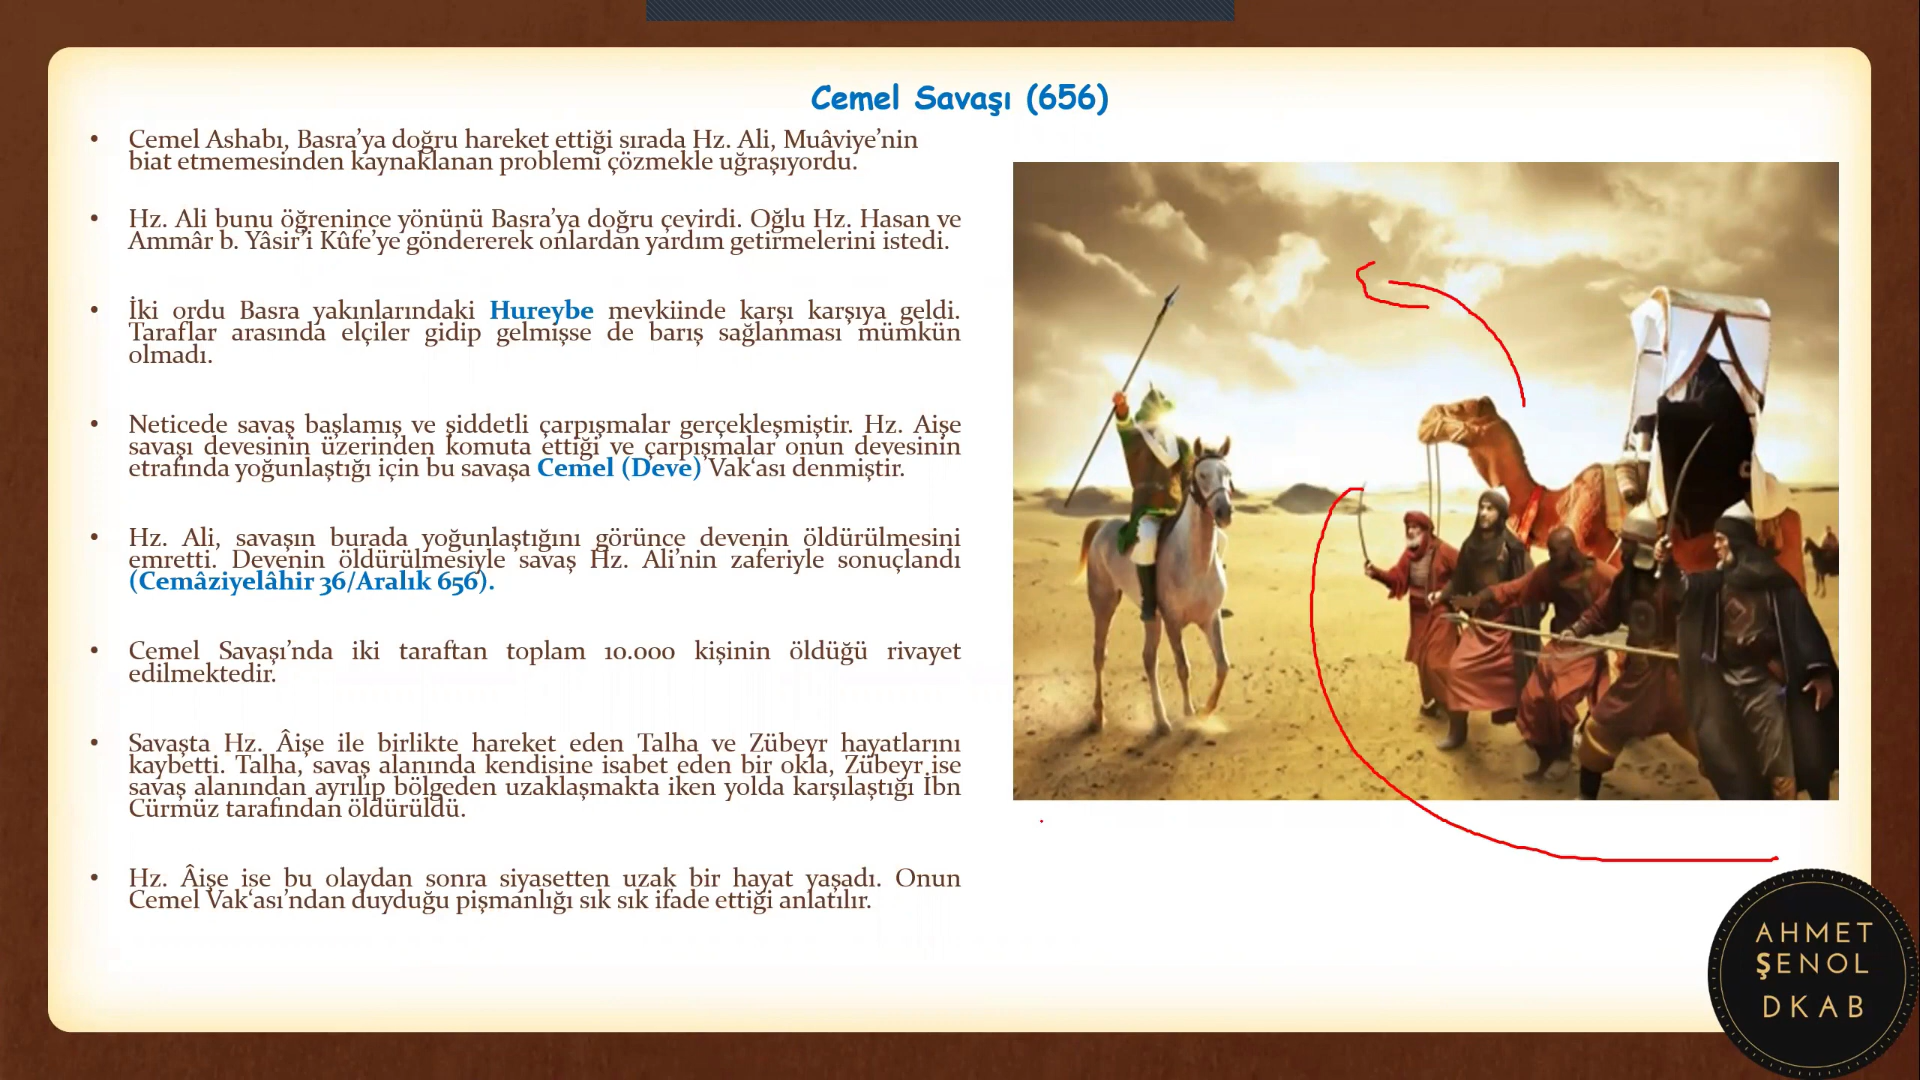 Cemel Savaşı (656)
• Cemel Ashabı, Basra’ya doğru hareket ettiği sırada Hz. Ali, Muâviye’nin
biat etmemesinden kaynaklanan problemi çözmekle uğraşıyordu.
• Hz. Ali bunu öğrenince yönünü Basra’ya doğru çevirdi. Oğlu Hz. Hasan ve
Ammâr b. Yâsir’i Kûfe’ye göndererek onlardan yardım getirmelerini istedi.
• İki ordu Basra yakınlarındaki Hureybe mevkiinde karşı karşıya geldi.
Taraflar arasında elçiler gidip gelmişse de barış sağlanması mümkün
olmadı.
• Neticede savaş başlamış ve şiddetli çarpışmalar gerçekleşmiştir. Hz. Aişe
savaşı devesinin üzerinden komuta ettiği ve çarpışmalar onun devesinin
etrafında yoğunlaştığı için bu savaşa Cemel (Deve) Vak‘ası denmiştir.
• Hz. Ali, savaşın burada yoğunlaştığını görünce devenin öldürülmesini
emretti. Devenin öldürülmesiyle savaş Hz. Ali’nin zaferiyle sonuçlandı
(Cemâziyelâhir 36/Aralık 656).
• Cemel Savaşı’nda iki taraftan toplam 10.000 kişinin öldüğü rivayet
edilmektedir.
• Savaşta Hz. Âişe ile birlikte hareket eden Talha ve Zübeyr hayatlarını
kaybetti. Talha, savaş alanında kendisine isabet eden bir okla, Zübeyr ise
savaş alanından ayrılıp bölgeden uzaklaşmakta iken yolda karşılaştığı İbn
Cürmüz tarafından öldürüldü.
• Hz. Âişe ise bu olaydan sonra siyasetten uzak bir hayat yaşadı. Onun
Cemel Vak‘ası’ndan duyduğu pişmanlığı sık sık ifade ettiği anlatılır.
AHMET
ŞENOL
DKAB